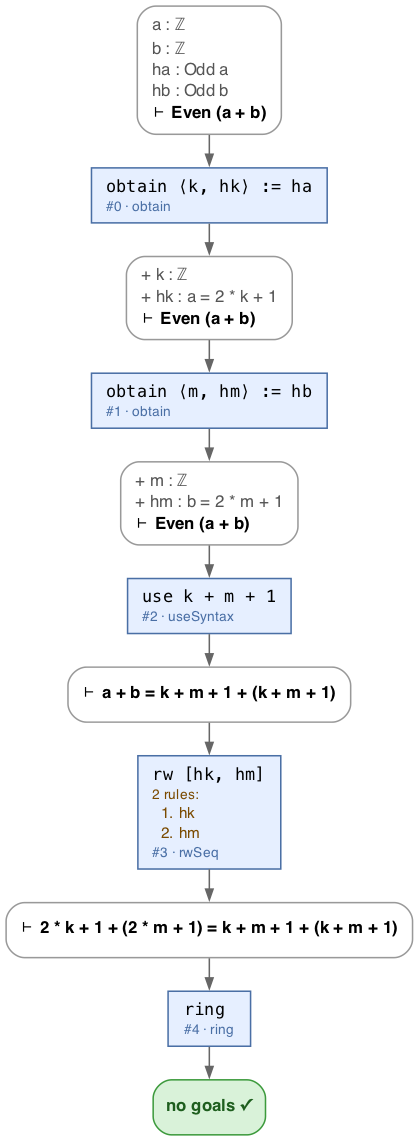 a : ℤ
b : ℤ
ha : Odd a
hb : Odd b
⊢ Even (a + b)
obtain ⟨k, hk⟩ := ha
#0 · obtain
+ k : ℤ
+ hk : a = 2 * k + 1
⊢ Even (a + b)
obtain ⟨m, hm⟩ := hb
#1 · obtain
+ m : ℤ
+ hm : b = 2 * m + 1
⊢ Even (a + b)
use k + m + 1
#2 · useSyntax
⊢ a + b = k + m + 1 + (k + m + 1)
rw [hk, hm]
2 rules:
1. hk
2. hm
#3 · rwSeq
⊢ 2 * k + 1 + (2 * m + 1) = k + m + 1 + (k + m + 1)
ring
#4 · ring
no goals ✓